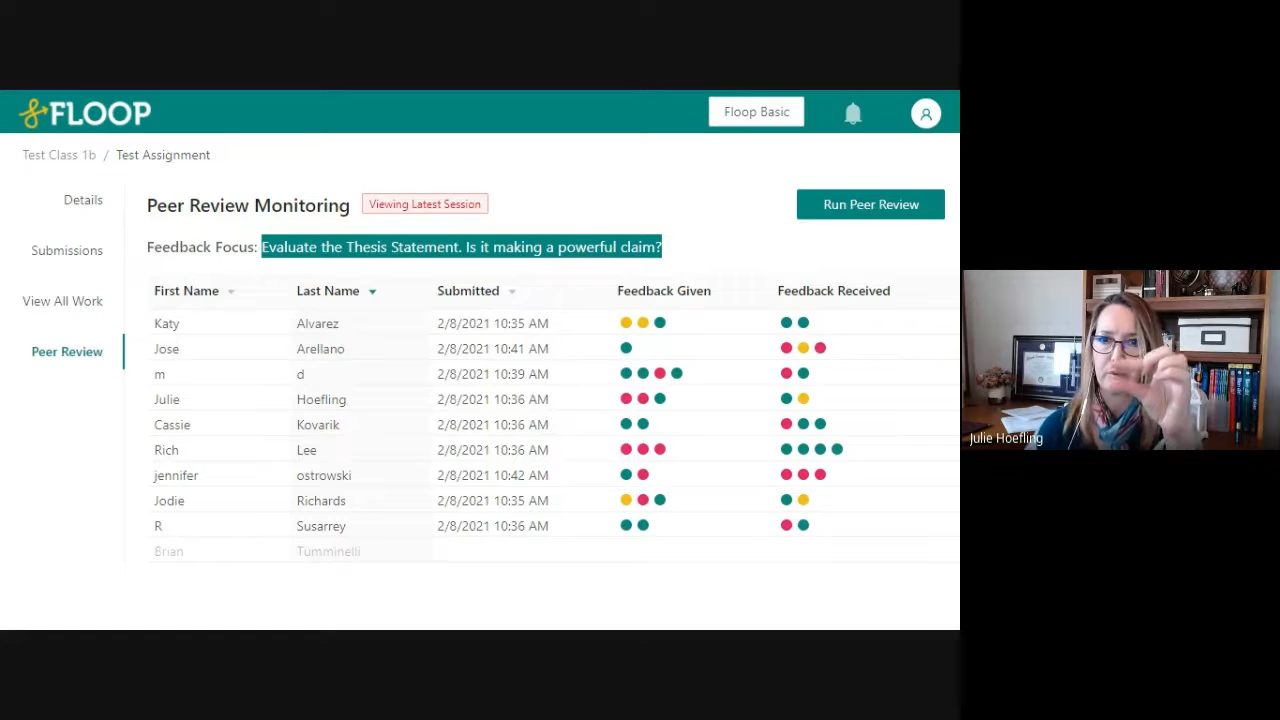 FLOOP
Floop Basic
Test Class 1b / Test Assignment
Details
Submissions
View All Work
Peer Review
Peer Review Monitoring
Viewing Latest Session
Run Peer Review
Feedback Focus: Evaluate the Thesis Statement. Is it making a powerful claim?
First Name Last Name Submitted Feedback Given Feedback Received
Katy Alvarez 2/8/2021 10:35 AM
Jose Arellano 2/8/2021 10:41 AM
m d 2/8/2021 10:39 AM
Julie Hoefling 2/8/2021 10:36 AM
Cassie Kovarik 2/8/2021 10:36 AM
Rich Lee 2/8/2021 10:36 AM
jennifer ostrowski 2/8/2021 10:42 AM
Jodie Richards 2/8/2021 10:35 AM
R Susarrey 2/8/2021 10:36 AM
Brian Tumminelli
Julie Hoefling